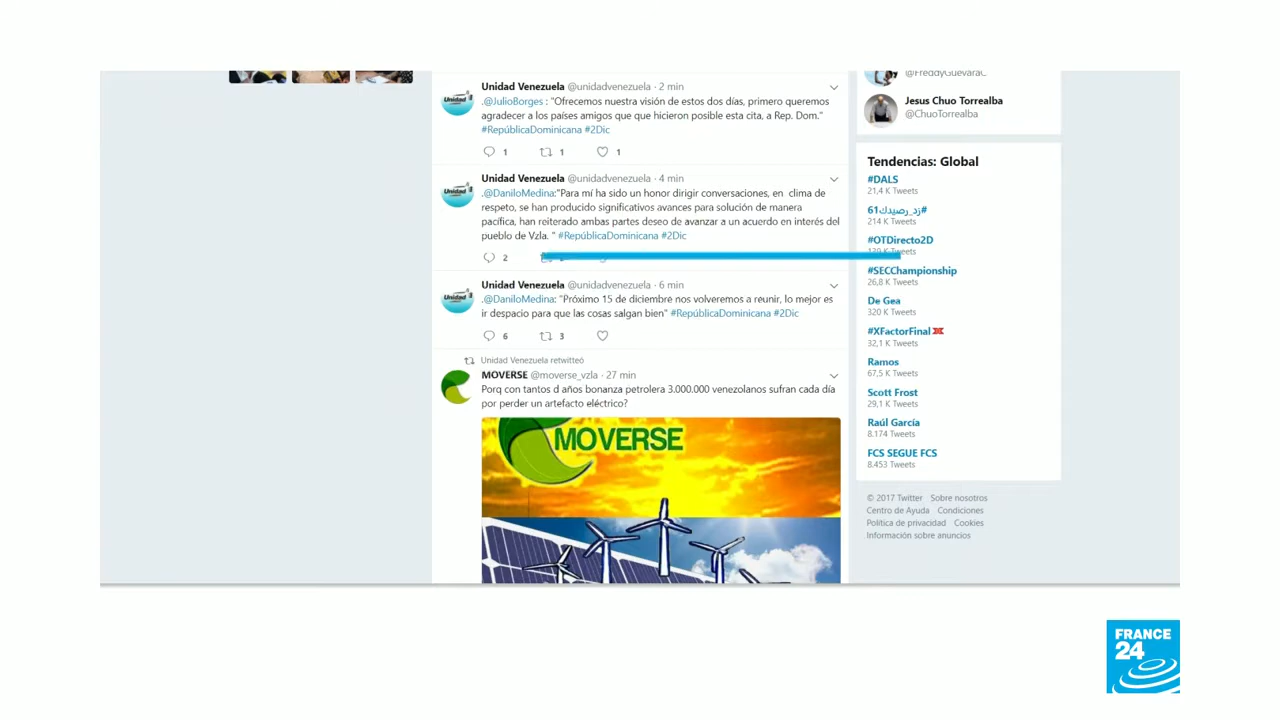 Unidad Venezuela @unidadvenezuela · 2 min
.@JulioBorges : "Ofrecemos nuestra visión de estos dos días, primero queremos
agradecer a los países amigos que que hicieron posible esta cita, a Rep. Dom."
#RepúblicaDominicana #2Dic
1 1 1
Unidad Venezuela @unidadvenezuela · 4 min
.@DaniloMedina:"Para mí ha sido un honor dirigir conversaciones, en clima de
respeto, se han producido significativos avances para solución de manera
pacífica, han reiterado ambas partes deseo de avanzar a un acuerdo en interés del
pueblo de Vzla. " #RepúblicaDominicana #2Dic
2
Unidad Venezuela @unidadvenezuela · 6 min
.@DaniloMedina: "Próximo 15 de diciembre nos volveremos a reunir, lo mejor es
ir despacio para que las cosas salgan bien" #RepúblicaDominicana #2Dic
6 3
Unidad Venezuela retwitteó
MOVERSE @moverse_vzla · 27 min
Porq con tantos d años bonanza petrolera 3.000.000 venezolanos sufran cada día
por perder un artefacto eléctrico?
MOVERSE
@FreddyGuevaraC
Jesus Chuo Torrealba
@ChuoTorrealba
Tendencias: Global
#DALS
21,4 K Tweets
#زد_رصيدك61
214 K Tweets
#OTDirecto2D
Tweets
#SECChampionship
26,8 K Tweets
De Gea
320 K Tweets
#XFactorFinal
32,1 K Tweets
Ramos
67,5 K Tweets
Scott Frost
29,1 K Tweets
Raúl García
8.174 Tweets
FCS SEGUE FCS
8.453 Tweets
© 2017 Twitter Sobre nosotros
Centro de Ayuda Condiciones
Política de privacidad Cookies
Información sobre anuncios
FRANCE
24